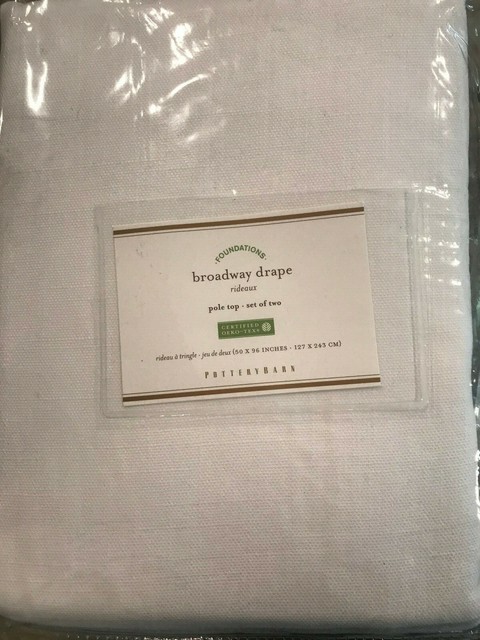 ·FOUNDATIONS·
broadway drape
rideaux
pole top - set of two
CERTIFIED
OEKO-TEX®
rideau à tringle - jeu de deux (50 X 96 INCHES - 127 X 243 CM)
POTTERYBARN